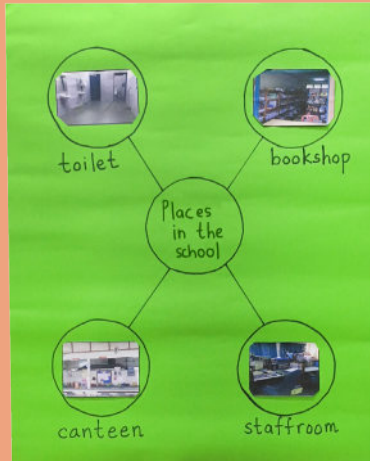 toilet
bookshop
Places
in the
school
canteen
staffroom